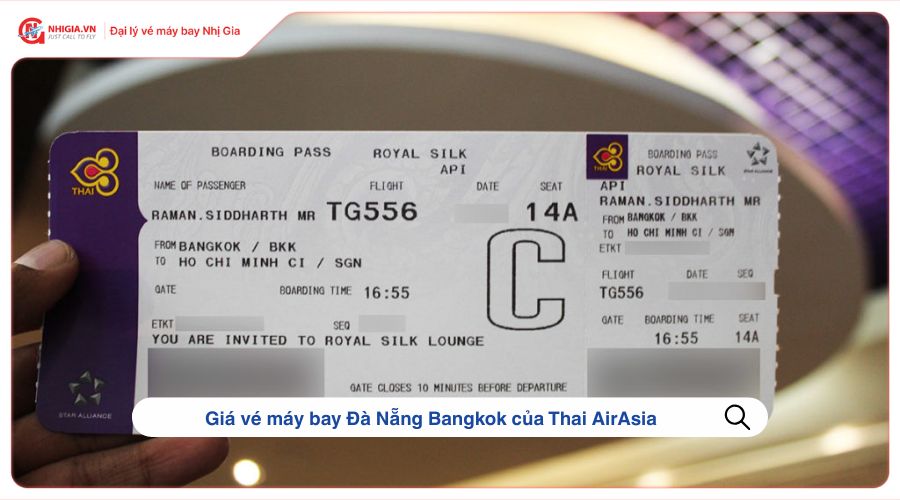 NHIGIA.VN
JUST CALL TO FLY
Đại lý vé máy bay Nhị Gia
BOARDING PASS ROYAL SILK
API
NAME OF PASSENGER FLIGHT DATE SEAT
RAMAN.SIDDHARTH MR TG556 14A
FROM BANGKOK / BKK
TO HO CHI MINH CI / SGN
C
GATE BOARDING TIME 16:55
ETKT SEQ
YOU ARE INVITED TO ROYAL SILK LOUNGE
GATE CLOSES 10 MINUTES BEFORE DEPARTURE
THAI
STAR ALLIANCE
THAI
BOARDING PASS
ROYAL SILK
STAR ALLIANCE
API
RAMAN.SIDDHARTH MR
FROM BANGKOK / BKK
TO HO CHI MINH CI / SGN
ETKT
FLIGHT DATE SEQ
TG556
GATE BOARDING TIME SEAT
16:55 14A
Giá vé máy bay Đà Nẵng Bangkok của Thai AirAsia